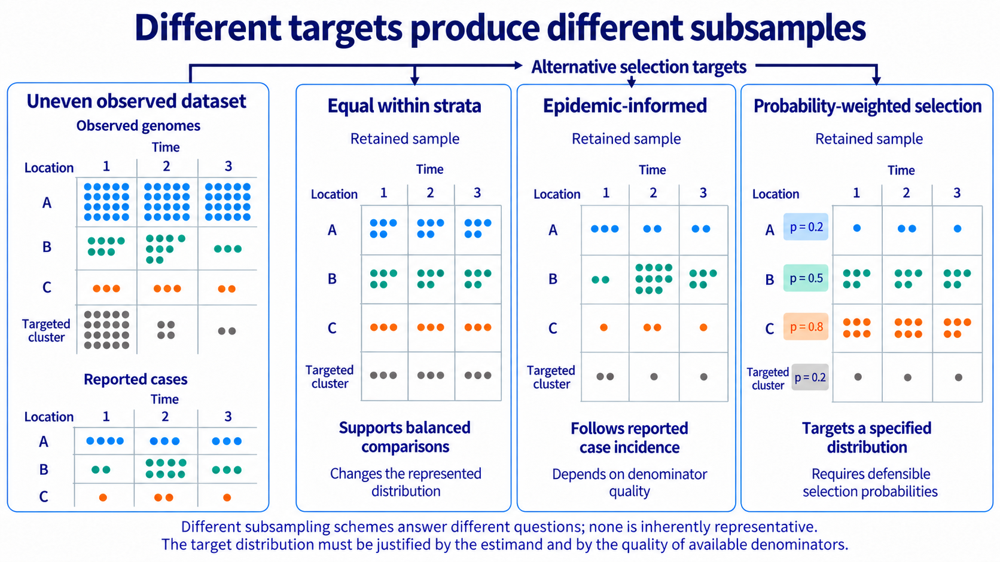 Different targets produce different subsamples
Alternative selection targets
Uneven observed dataset
Observed genomes
Time
Location 1 2 3
A
B
C
Targeted
cluster
Reported cases
Time
Location 1 2 3
A
B
C
Equal within strata
Retained sample
Time
Location 1 2 3
A
B
C
Targeted
cluster
Supports balanced
comparisons
Changes the represented
distribution
Epidemic-informed
Retained sample
Time
Location 1 2 3
A
B
C
Targeted
cluster
Follows reported
case incidence
Depends on denominator
quality
Probability-weighted selection
Retained sample
Time
Location 1 2 3
A p = 0.2
B p = 0.5
C p = 0.8
Targeted
cluster
p = 0.2
Targets a specified
distribution
Requires defensible
selection probabilities
Different subsampling schemes answer different questions; none is inherently representative.
The target distribution must be justified by the estimand and by the quality of available denominators.